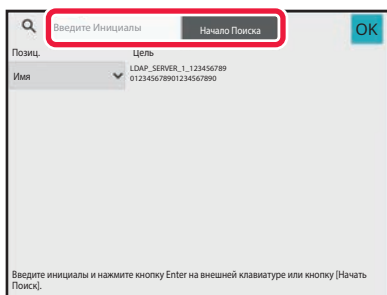 Введите Инициалы
Начало Поиска
OK
Позиц.
Цель
Имя
LDAP_SERVER_1_123456789
012345678901234567890
Введите инициалы и нажмите кнопку Enter на внешней клавиатуре или кнопку [Начать
Поиск].